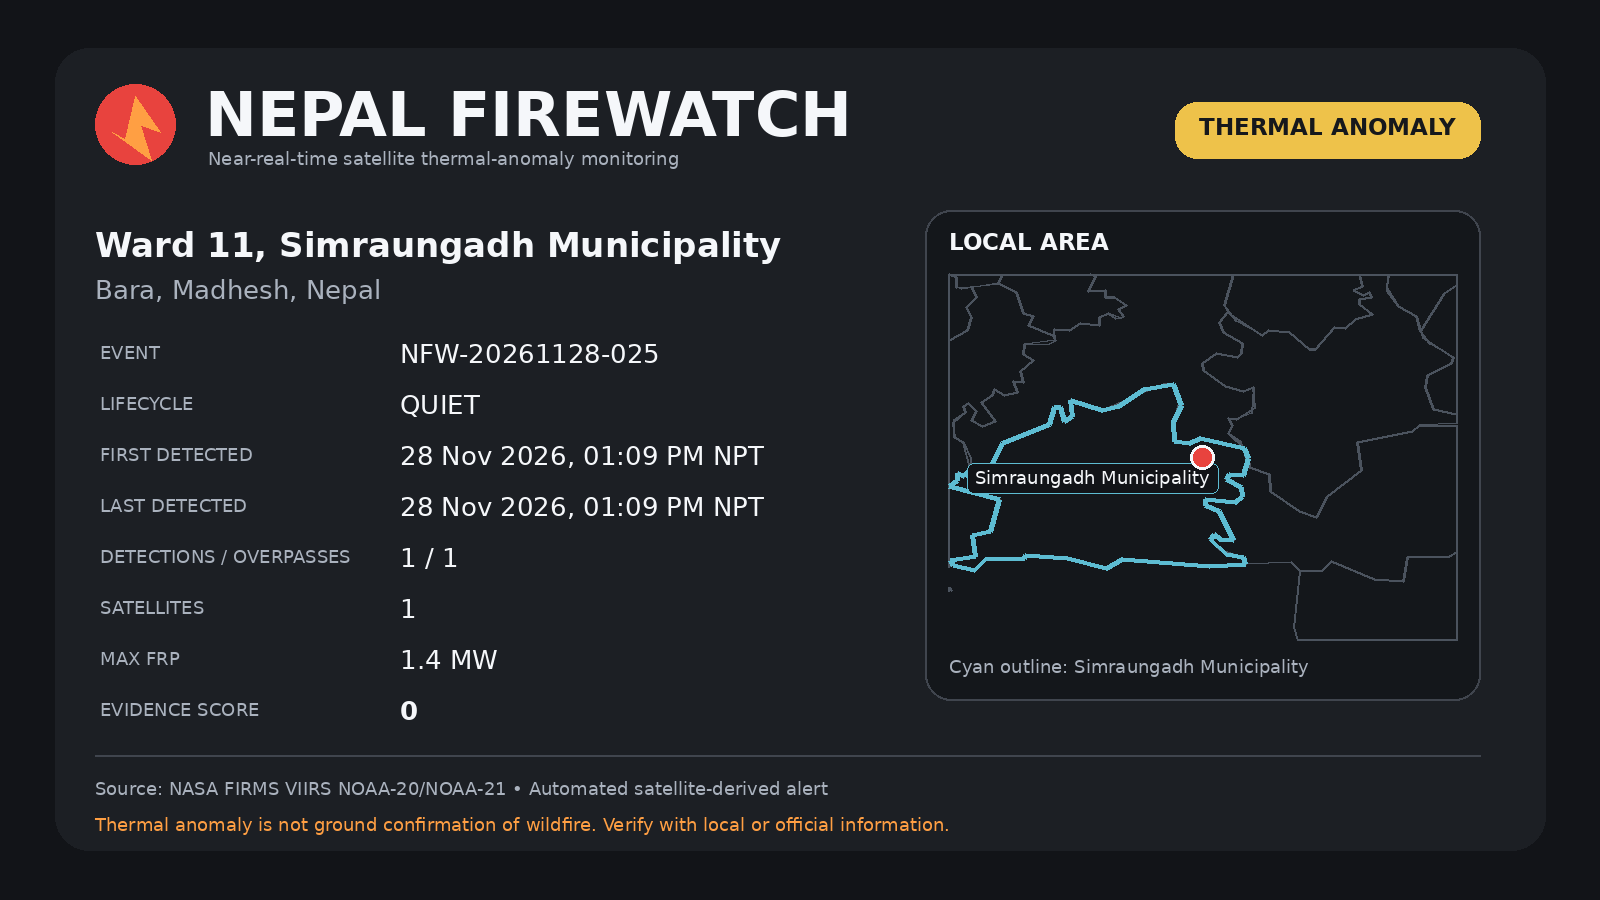 NEPAL FIREWATCH
Near-real-time satellite thermal-anomaly monitoring
THERMAL ANOMALY
Ward 11, Simraungadh Municipality
Bara, Madhesh, Nepal
EVENT NFW-20261128-025
LIFECYCLE QUIET
FIRST DETECTED 28 Nov 2026, 01:09 PM NPT
LAST DETECTED 28 Nov 2026, 01:09 PM NPT
DETECTIONS / OVERPASSES 1 / 1
SATELLITES 1
MAX FRP 1.4 MW
EVIDENCE SCORE 0
LOCAL AREA
Simraungadh Municipality
Cyan outline: Simraungadh Municipality
Source: NASA FIRMS VIIRS NOAA-20/NOAA-21 • Automated satellite-derived alert
Thermal anomaly is not ground confirmation of wildfire. Verify with local or official information.